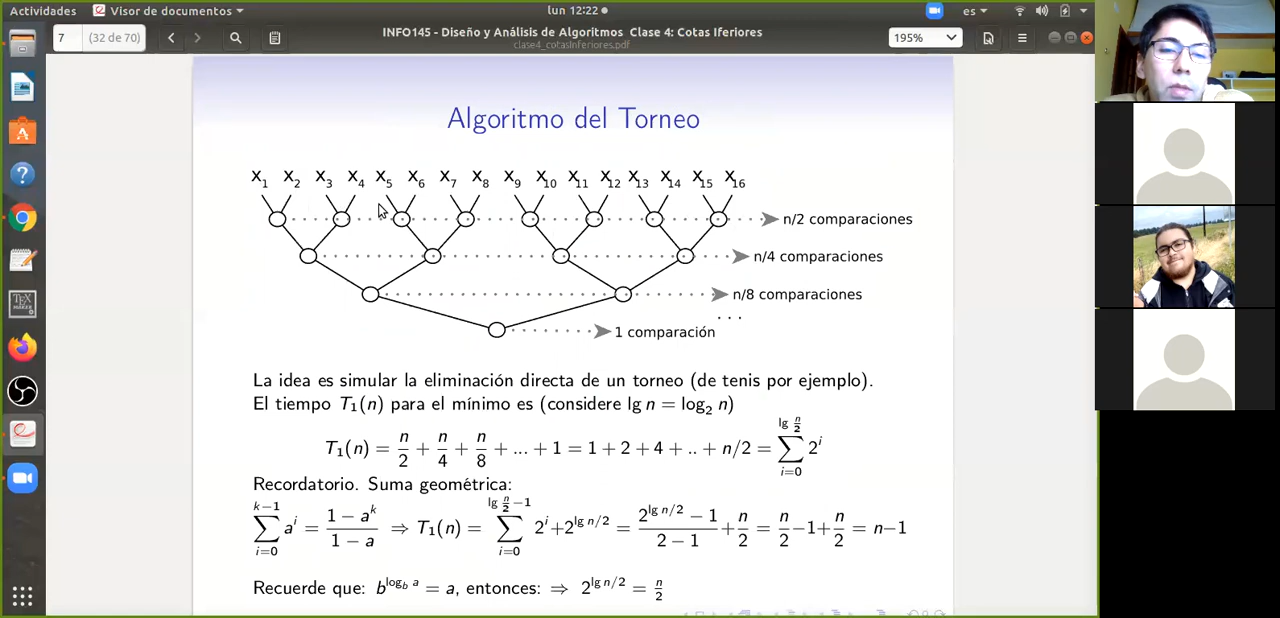 Actividades Visor de documentos lun 12:22 es
7 (32 de 70) INFO145 - Diseño y Análisis de Algoritmos Clase 4: Cotas Iferiores 195%
clase4_cotasInferiores.pdf
Algoritmo del Torneo
x1 x2 x3 x4 x5 x6 x7 x8 x9 x10 x11 x12 x13 x14 x15 x16
n/2 comparaciones
n/4 comparaciones
n/8 comparaciones
. . .
1 comparación
La idea es simular la eliminación directa de un torneo (de tenis por ejemplo).
El tiempo T₁(n) para el mínimo es (considere lg n = log₂ n)
T₁(n) = n/2 + n/4 + n/8 + ... + 1 = 1 + 2 + 4 + .. + n/2 = ∑_{i=0}^{lg n/2} 2^i
Recordatorio. Suma geométrica:
∑_{i=0}^{k−1} a^i = (1 − a^k)/(1 − a) ⇒ T₁(n) = ∑_{i=0}^{lg n/2 −1} 2^i + 2^{lg n/2} = (2^{lg n/2} − 1)/(2 − 1) + n/2 = n/2 − 1 + n/2 = n−1
Recuerde que: b^{log_b a} = a, entonces: ⇒ 2^{lg n/2} = n/2
TEX
MAKER